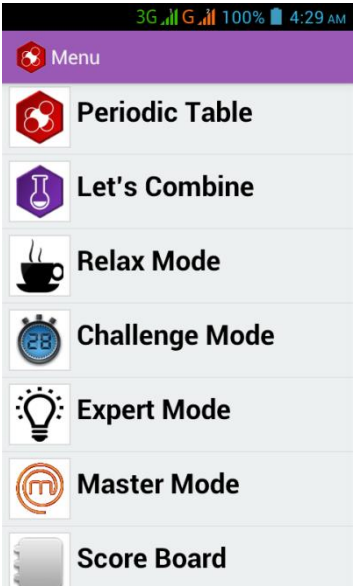 3G G 100% 4:29 AM
Menu
Periodic Table
Let's Combine
Relax Mode
28
Challenge Mode
Expert Mode
m
Master Mode
Score Board